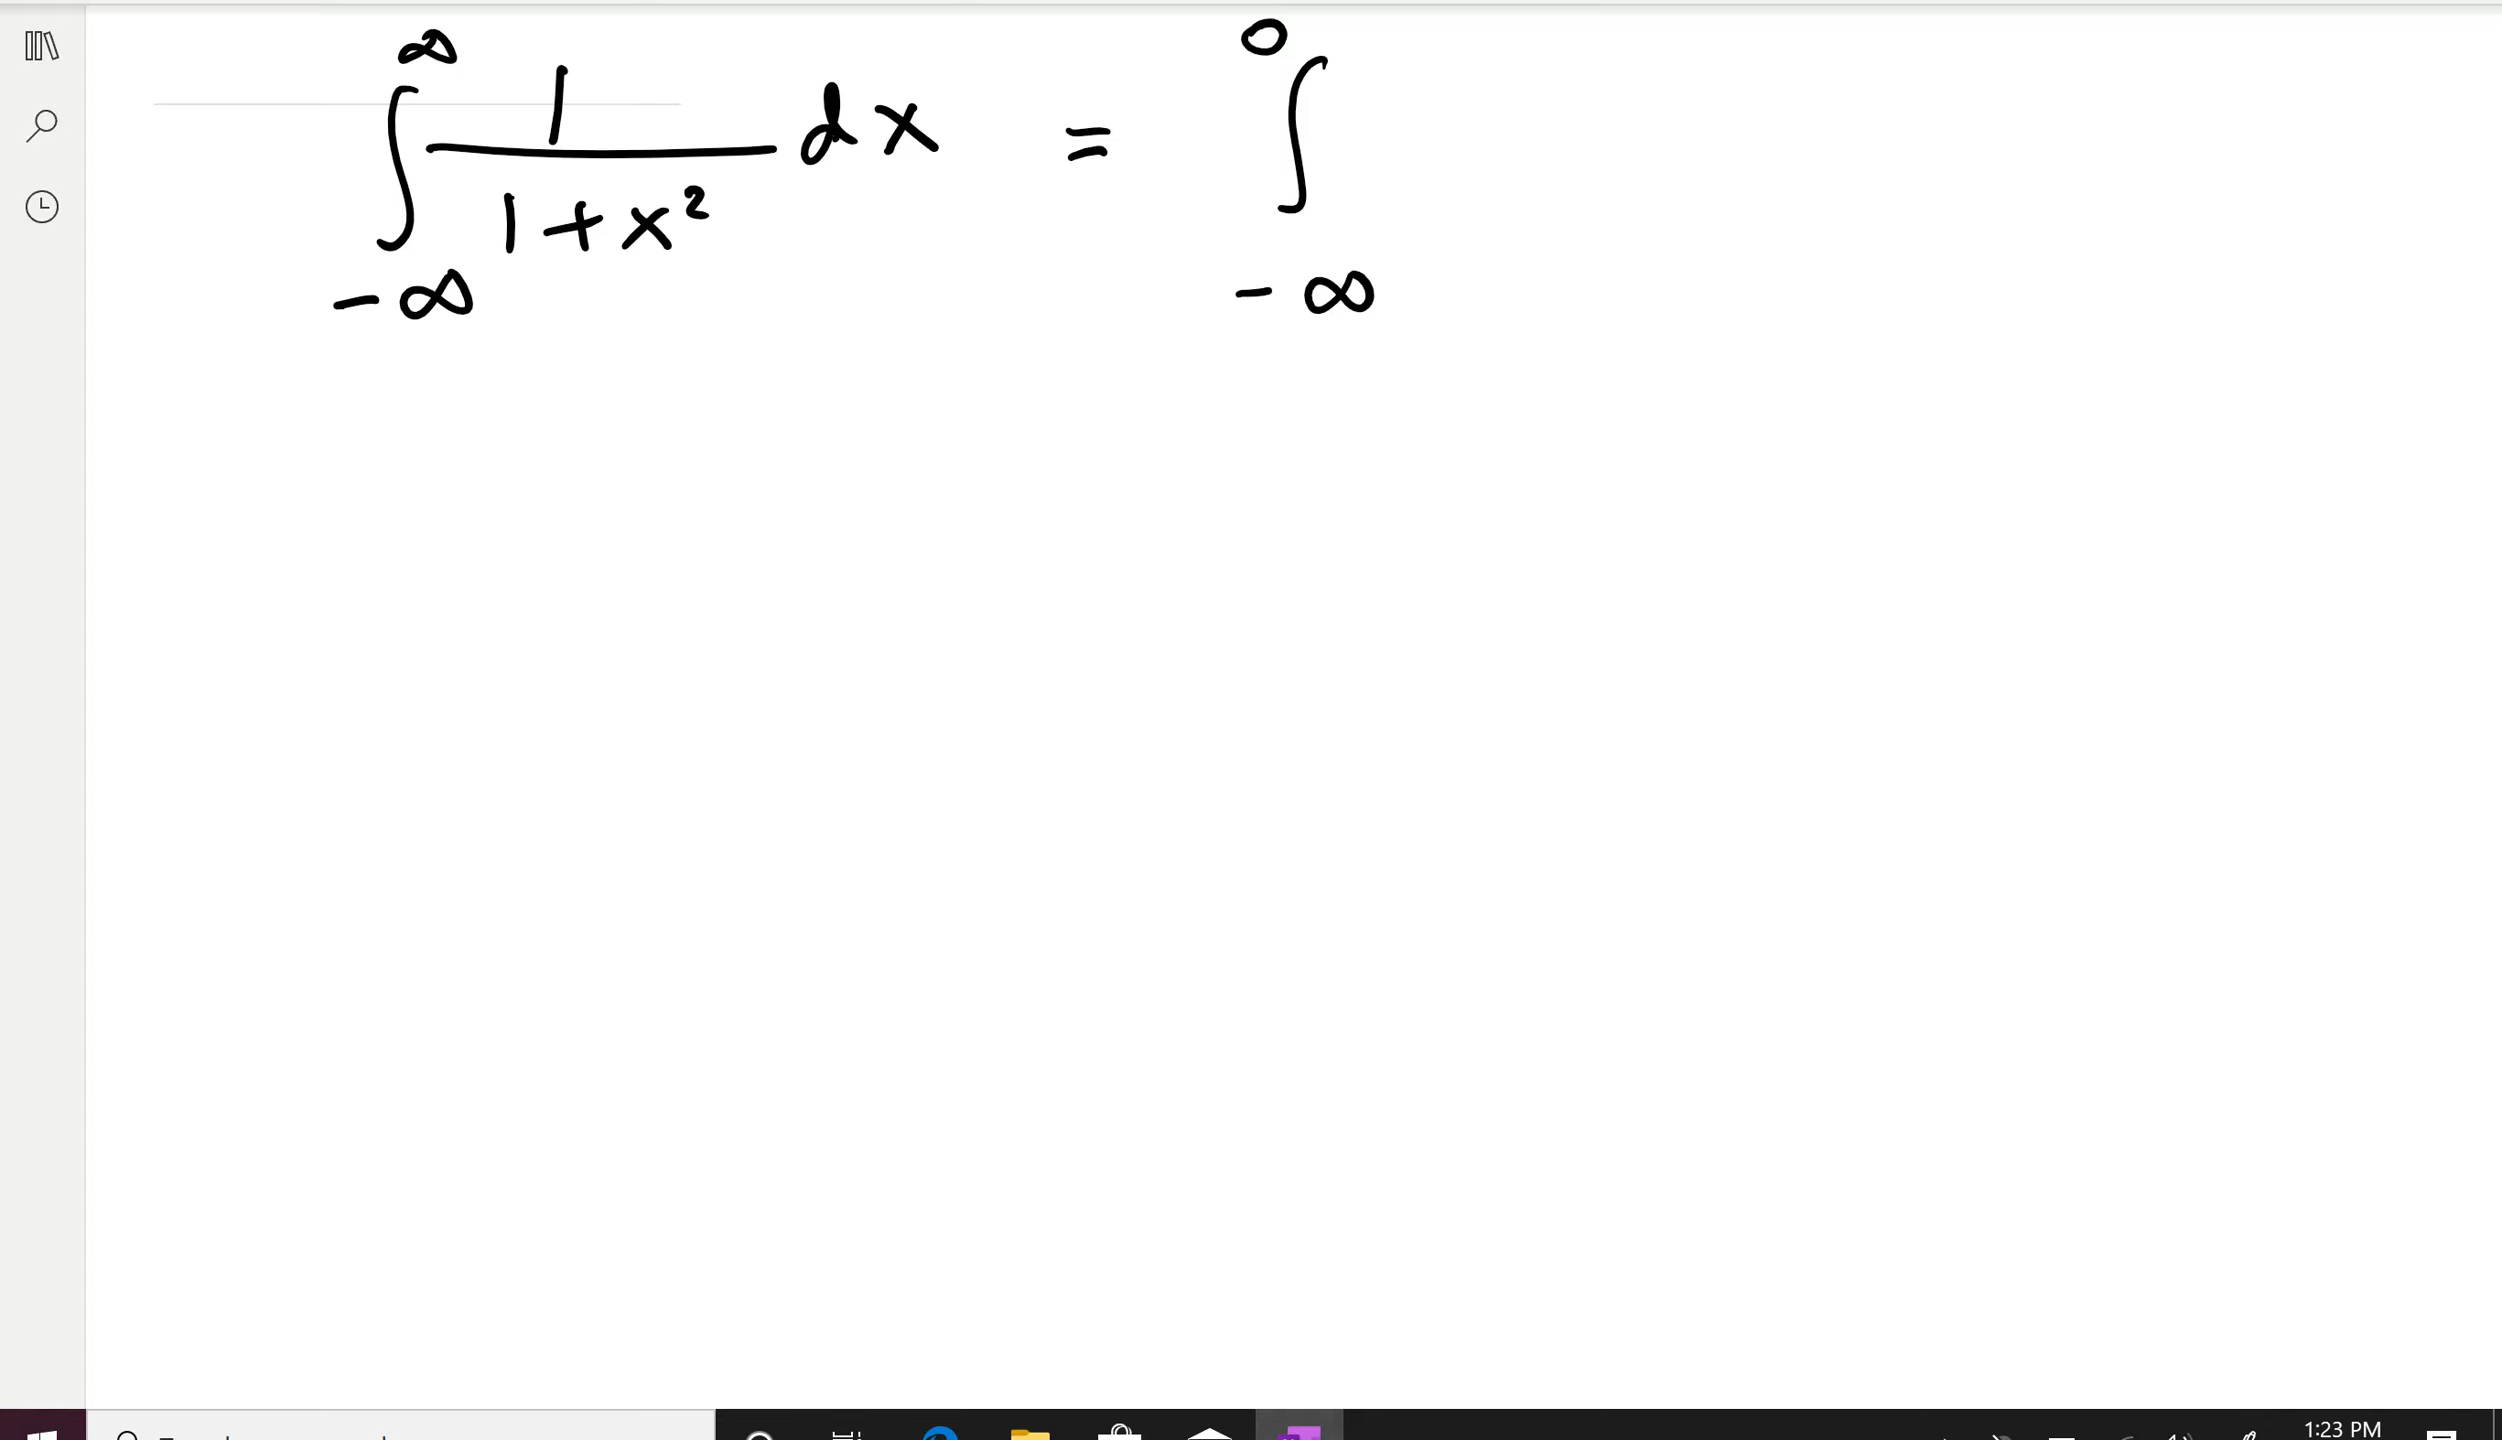 ∫_{-∞}^{∞} 1/(1+x²) dx = ∫_{-∞}^{0}
1:23 PM